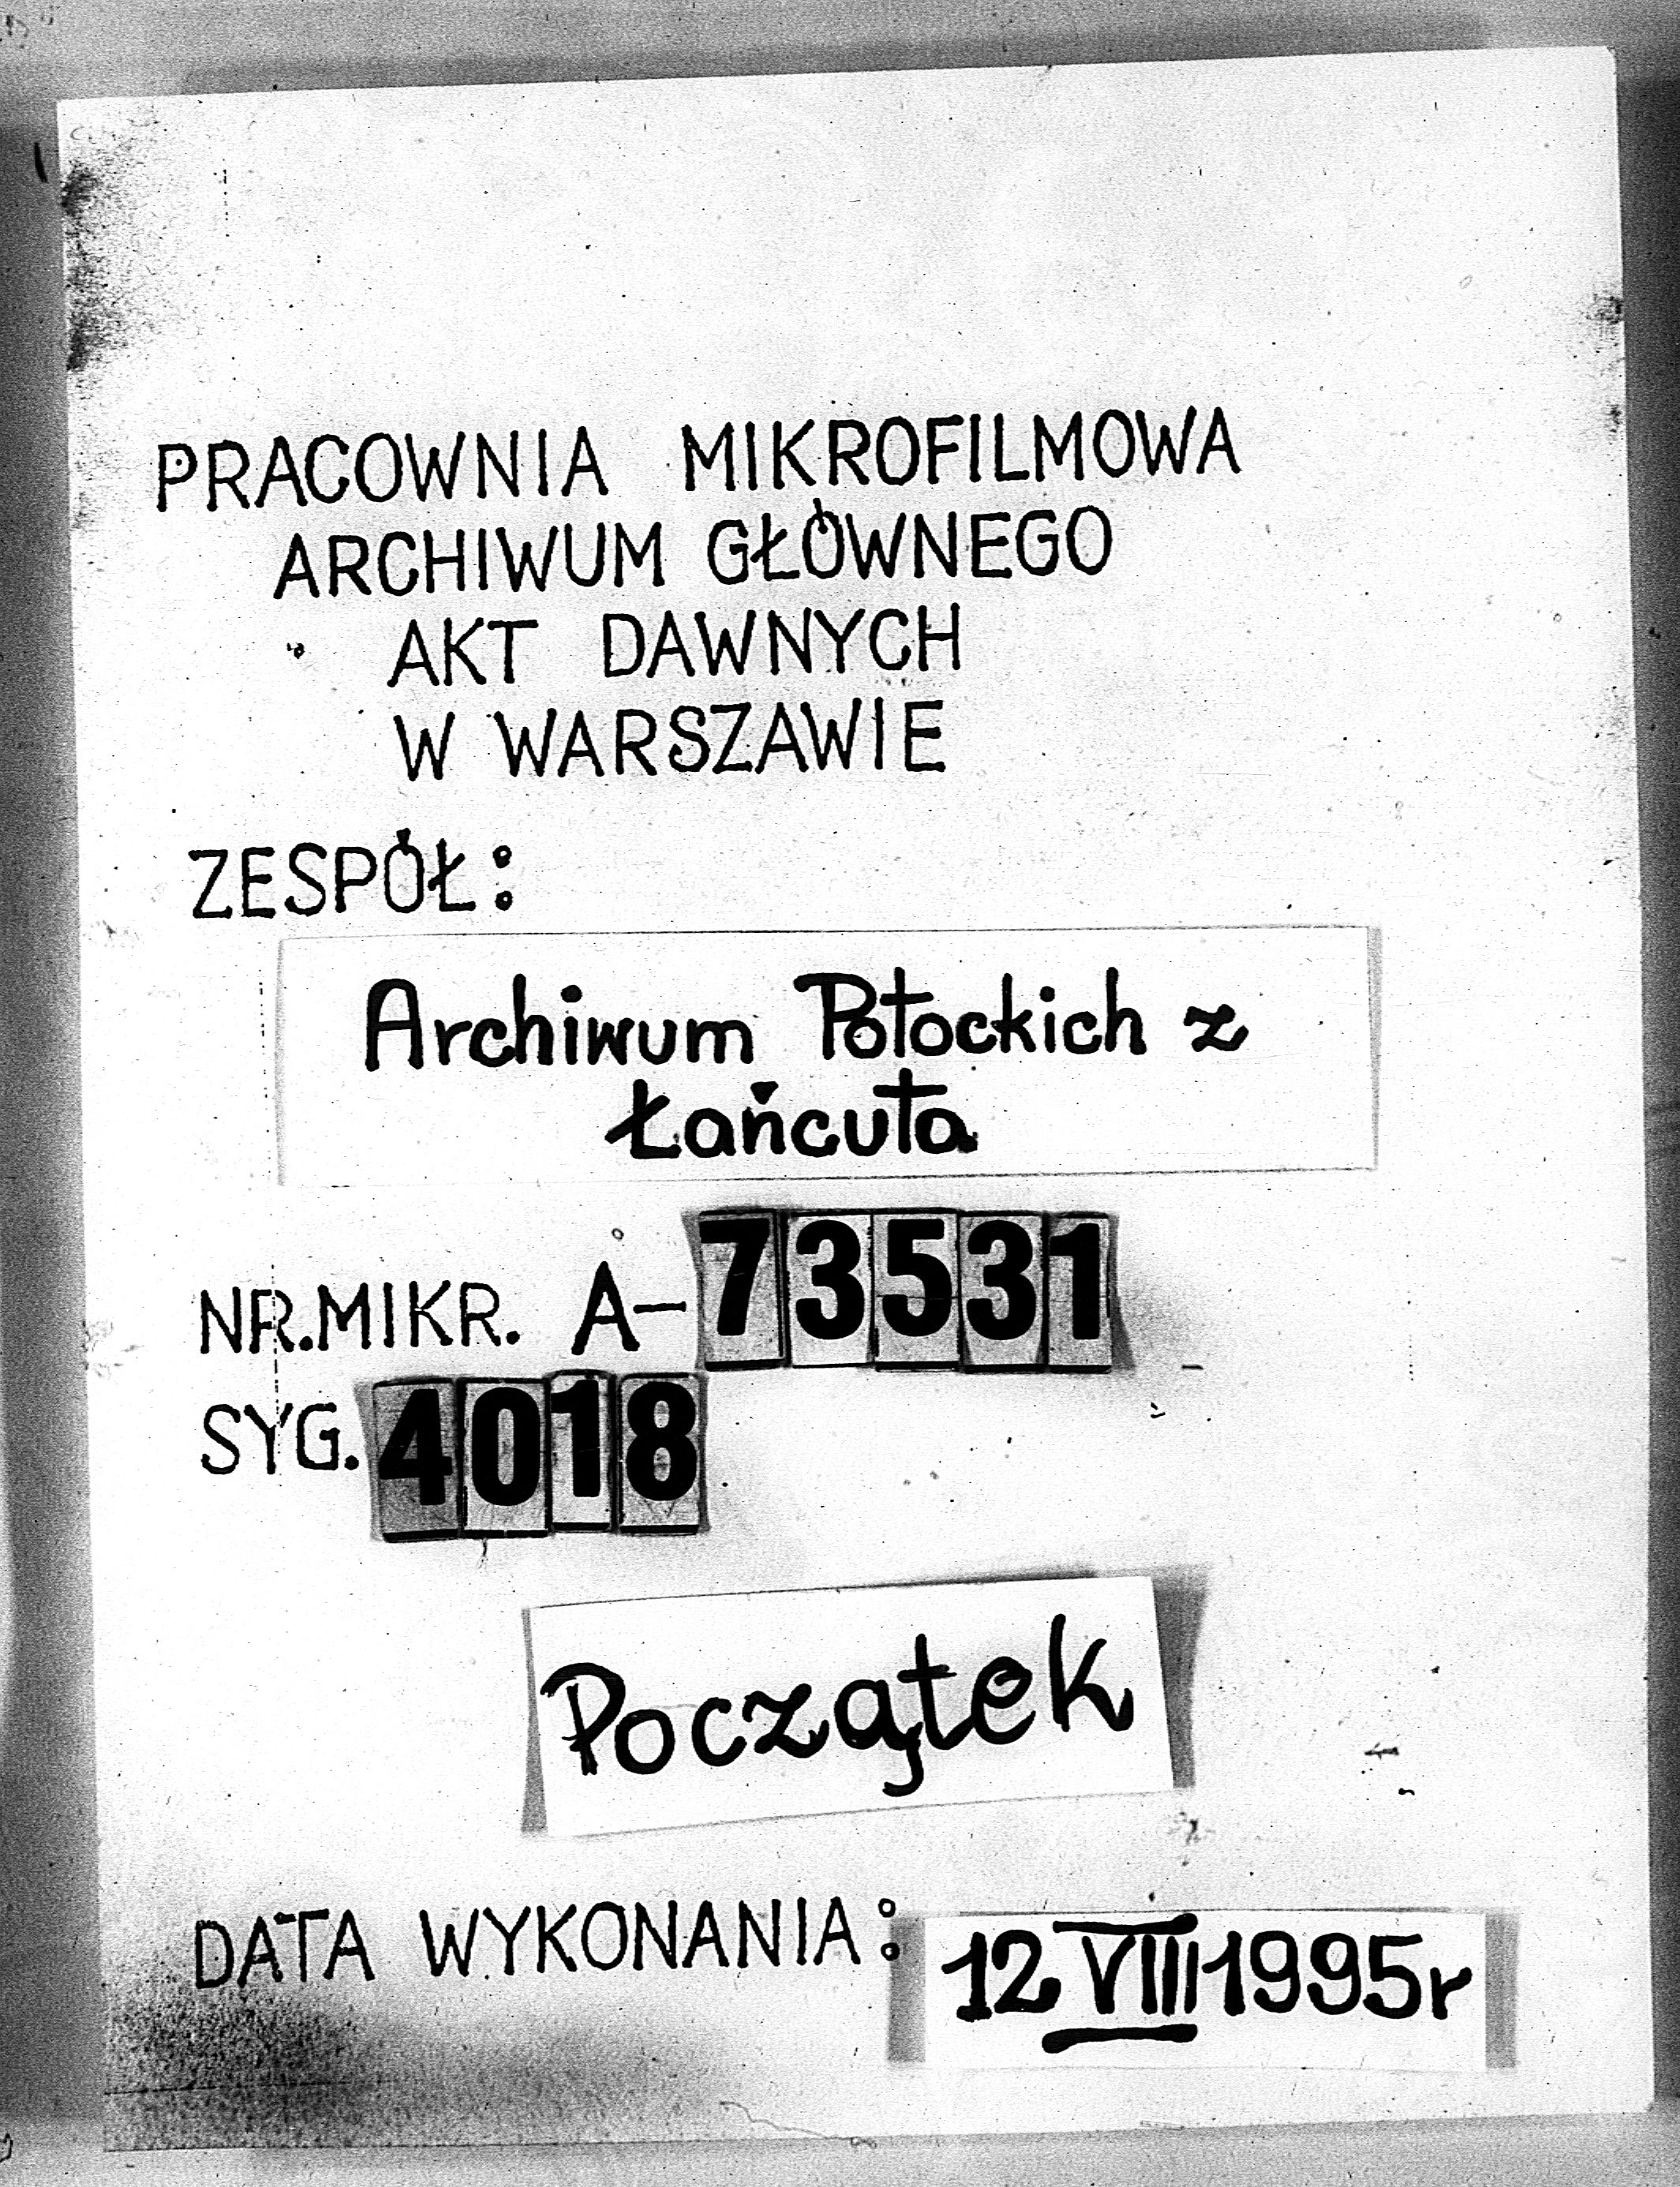 PRACOWNIA MIKROFILMOWA
ARCHIWUM GŁÓWNEGO
AKT DAWNYCH
W WARSZAWIE
ZESPÓŁ:
Archiwum Potockich z
Łańcuta
NR.MIKR. A-73531
SYG. 4018
Początek
DATA WYKONANIA: 12 VIII 1995r